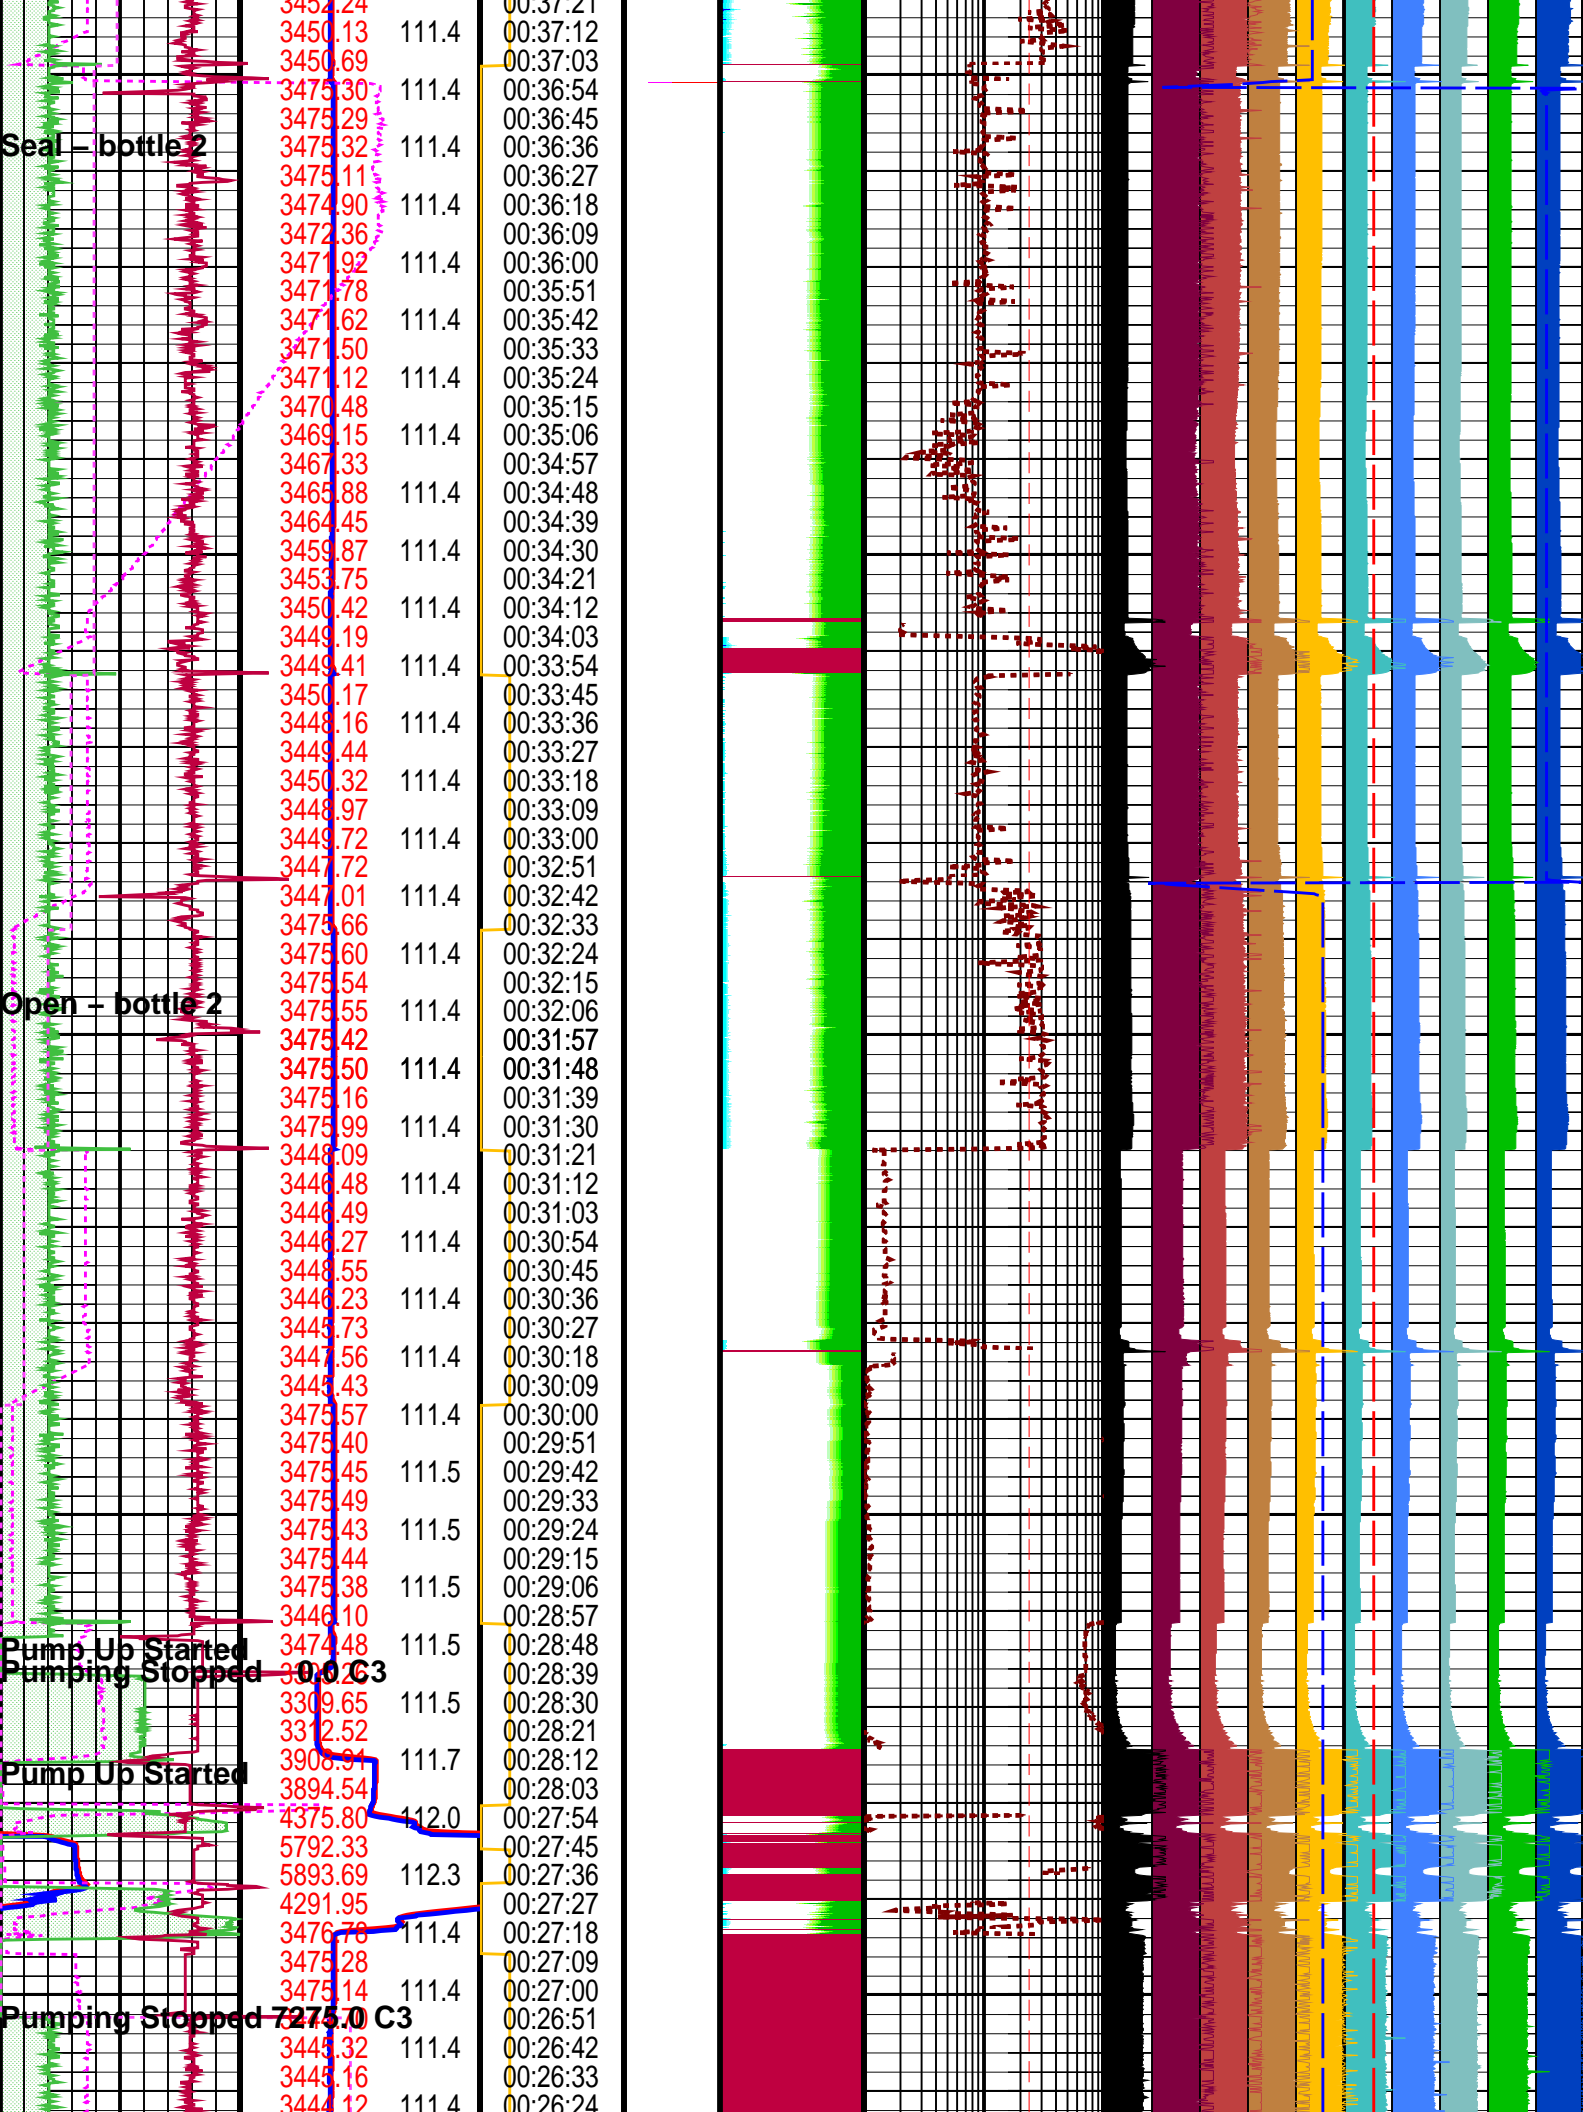 3452.24 00:37:21
3450.13 111.4 00:37:12
3450.69 00:37:03
3475.30 111.4 00:36:54
3475.29 00:36:45
Seal – bottle 2 3475.32 111.4 00:36:36
3475.11 00:36:27
3474.90 111.4 00:36:18
3472.36 00:36:09
3471.92 111.4 00:36:00
3471.78 00:35:51
3471.62 111.4 00:35:42
3471.50 00:35:33
3471.12 111.4 00:35:24
3470.48 00:35:15
3469.15 111.4 00:35:06
3467.33 00:34:57
3465.88 111.4 00:34:48
3464.45 00:34:39
3459.87 111.4 00:34:30
3453.75 00:34:21
3450.42 111.4 00:34:12
3449.19 00:34:03
3449.41 111.4 00:33:54
3450.17 00:33:45
3448.16 111.4 00:33:36
3449.44 00:33:27
3450.32 111.4 00:33:18
3448.97 00:33:09
3449.72 111.4 00:33:00
3447.72 00:32:51
3447.01 111.4 00:32:42
3475.66 00:32:33
3475.60 111.4 00:32:24
3475.54 00:32:15
Open – bottle 2 3475.55 111.4 00:32:06
3475.42 00:31:57
3475.50 111.4 00:31:48
3475.16 00:31:39
3475.99 111.4 00:31:30
3448.09 00:31:21
3446.48 111.4 00:31:12
3446.49 00:31:03
3446.27 111.4 00:30:54
3448.55 00:30:45
3446.23 111.4 00:30:36
3445.73 00:30:27
3447.56 111.4 00:30:18
3445.43 00:30:09
3475.57 111.4 00:30:00
3475.40 00:29:51
3475.45 111.5 00:29:42
3475.49 00:29:33
3475.43 111.5 00:29:24
3475.44 00:29:15
3475.38 111.5 00:29:06
3446.10 00:28:57
Pump Up Started 3474.48 111.5 00:28:48
Pumping Stopped 0.0 C3 00:28:39
3309.65 111.5 00:28:30
3312.52 00:28:21
3908.91 111.7 00:28:12
Pump Up Started
3894.54 00:28:03
4375.80 112.0 00:27:54
5792.33 00:27:45
5893.69 112.3 00:27:36
4291.95 00:27:27
3476.78 111.4 00:27:18
3475.28 00:27:09
3475.14 111.4 00:27:00
Pumping Stopped 7275.0 C3 00:26:51
3445.32 111.4 00:26:42
3445.16 00:26:33
3444.12 111.4 00:26:24